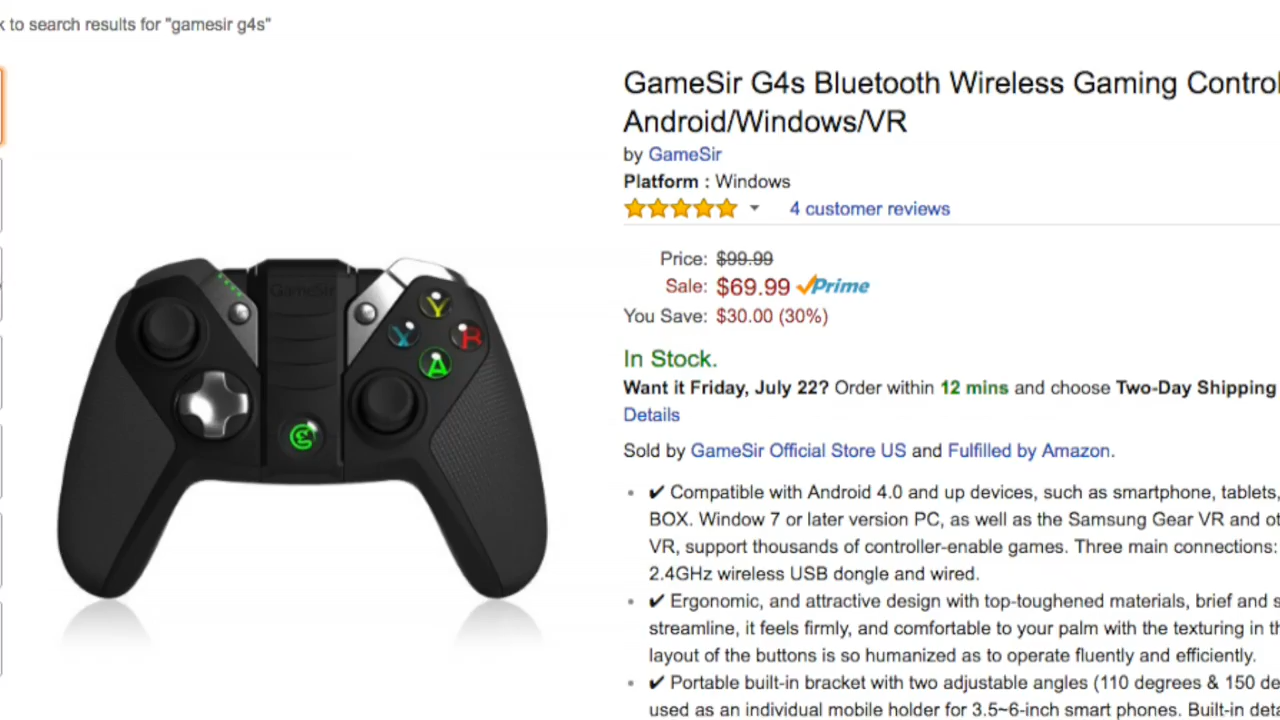 k to search results for "gamesir g4s"
GameSir G4s Bluetooth Wireless Gaming Control
Android/Windows/VR
by GameSir
Platform : Windows
4 customer reviews
Price: $99.99
Sale: $69.99 Prime
You Save: $30.00 (30%)
In Stock.
Want it Friday, July 22? Order within 12 mins and choose Two-Day Shipping
Details
Sold by GameSir Official Store US and Fulfilled by Amazon.
✔ Compatible with Android 4.0 and up devices, such as smartphone, tablets,
BOX. Window 7 or later version PC, as well as the Samsung Gear VR and ot
VR, support thousands of controller-enable games. Three main connections:
2.4GHz wireless USB dongle and wired.
✔ Ergonomic, and attractive design with top-toughened materials, brief and s
streamline, it feels firmly, and comfortable to your palm with the texturing in th
layout of the buttons is so humanized as to operate fluently and efficiently.
✔ Portable built-in bracket with two adjustable angles (110 degrees & 150 de
used as an individual mobile holder for 3.5~6-inch smart phones. Built-in deta
GameSir
Y
X
B
A